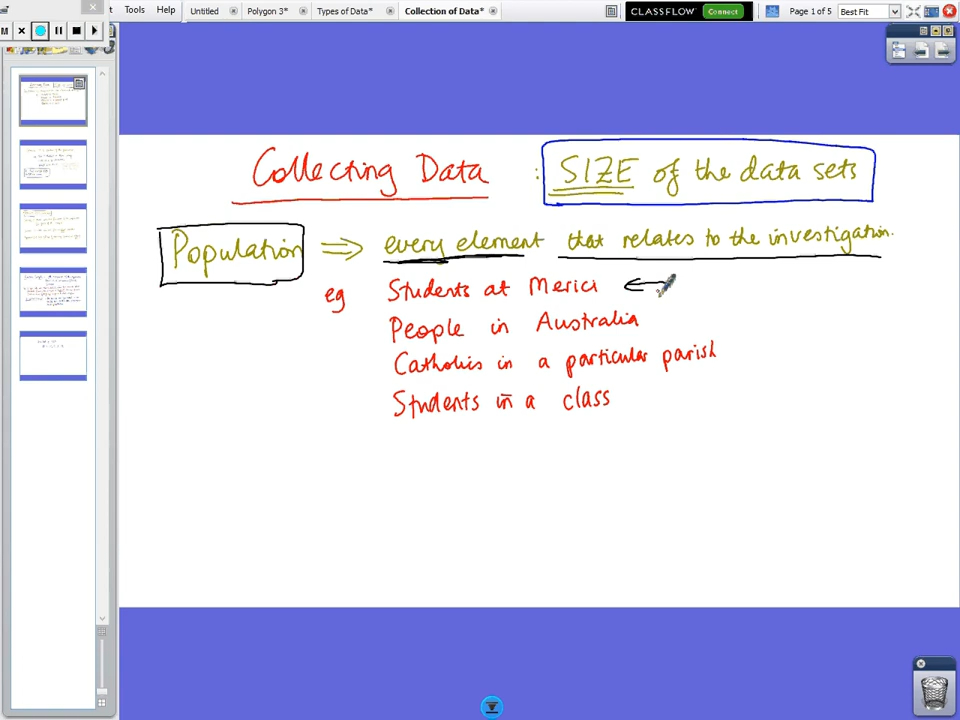 Tools Help Untitled Polygon 3* Types of Data* Collection of Data* CLASSFLOW Connect Page 1 of 5 Best Fit
Collecting Data : SIZE of the data sets
Population ⇒ every element that relates to the investigation.
eg Students at Merici ←
People in Australia
Catholics in a particular parish
Students in a class